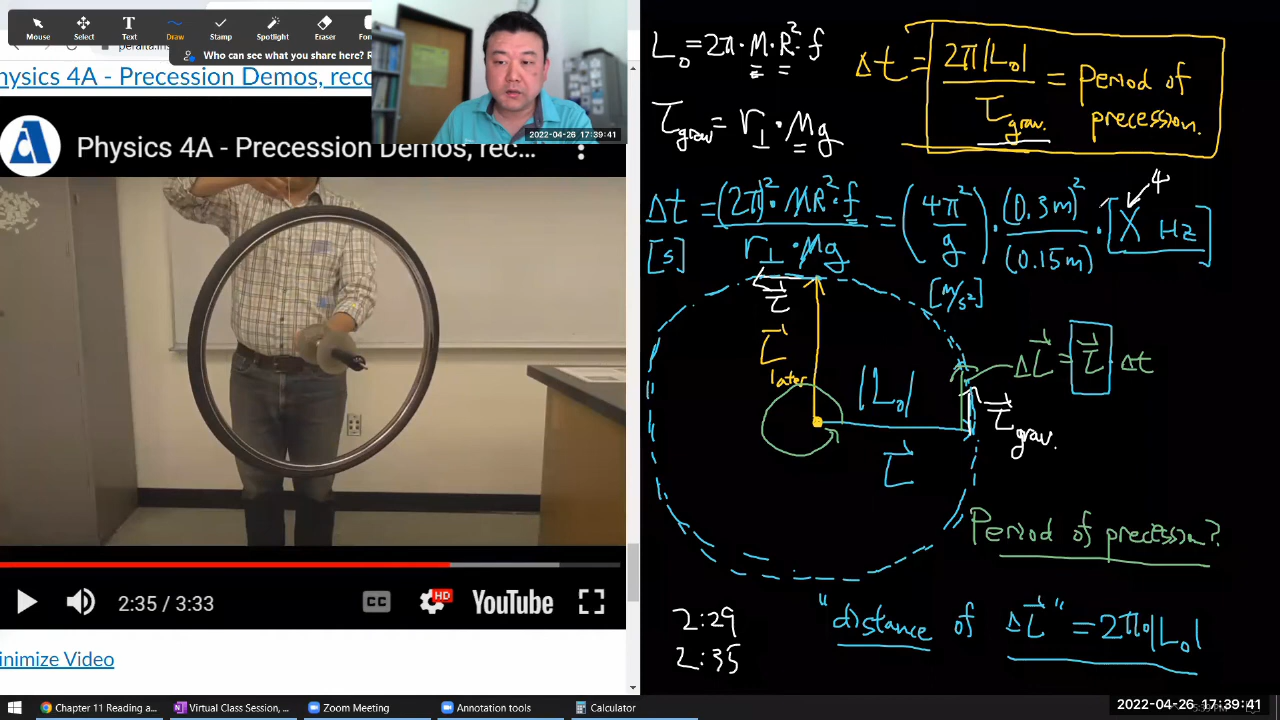 Mouse Select Text Draw Stamp Spotlight Eraser
Who can see what you share here? R
hysics 4A - Precession Demos, reco
2022-04-26 17:39:41
Physics 4A - Precession Demos, rec...
2:35 / 3:33
CC
HD
YouTube
inimize Video
L₀ = 2π · M · R² · f
τgrav = r⊥ · Mg
Δt = 2π|L₀| / τgrav. = Period of precession.
Δt = (2π)² · MR² · f / r⊥ · Mg = (4π² / g) · (0.3m)² / (0.15m) · [X Hz]
4
[s]
[m/s²]
τ⃗
L⃗later
|L₀|
ΔL⃗ = τ⃗ · Δt
τ⃗grav.
L⃗
Period of precession?
2:29
2:35
"distance of ΔL⃗" = 2π·|L₀|
Chapter 11 Reading a... Virtual Class Session, ... Zoom Meeting Annotation tools Calculator
2022-04-26 17:39:41